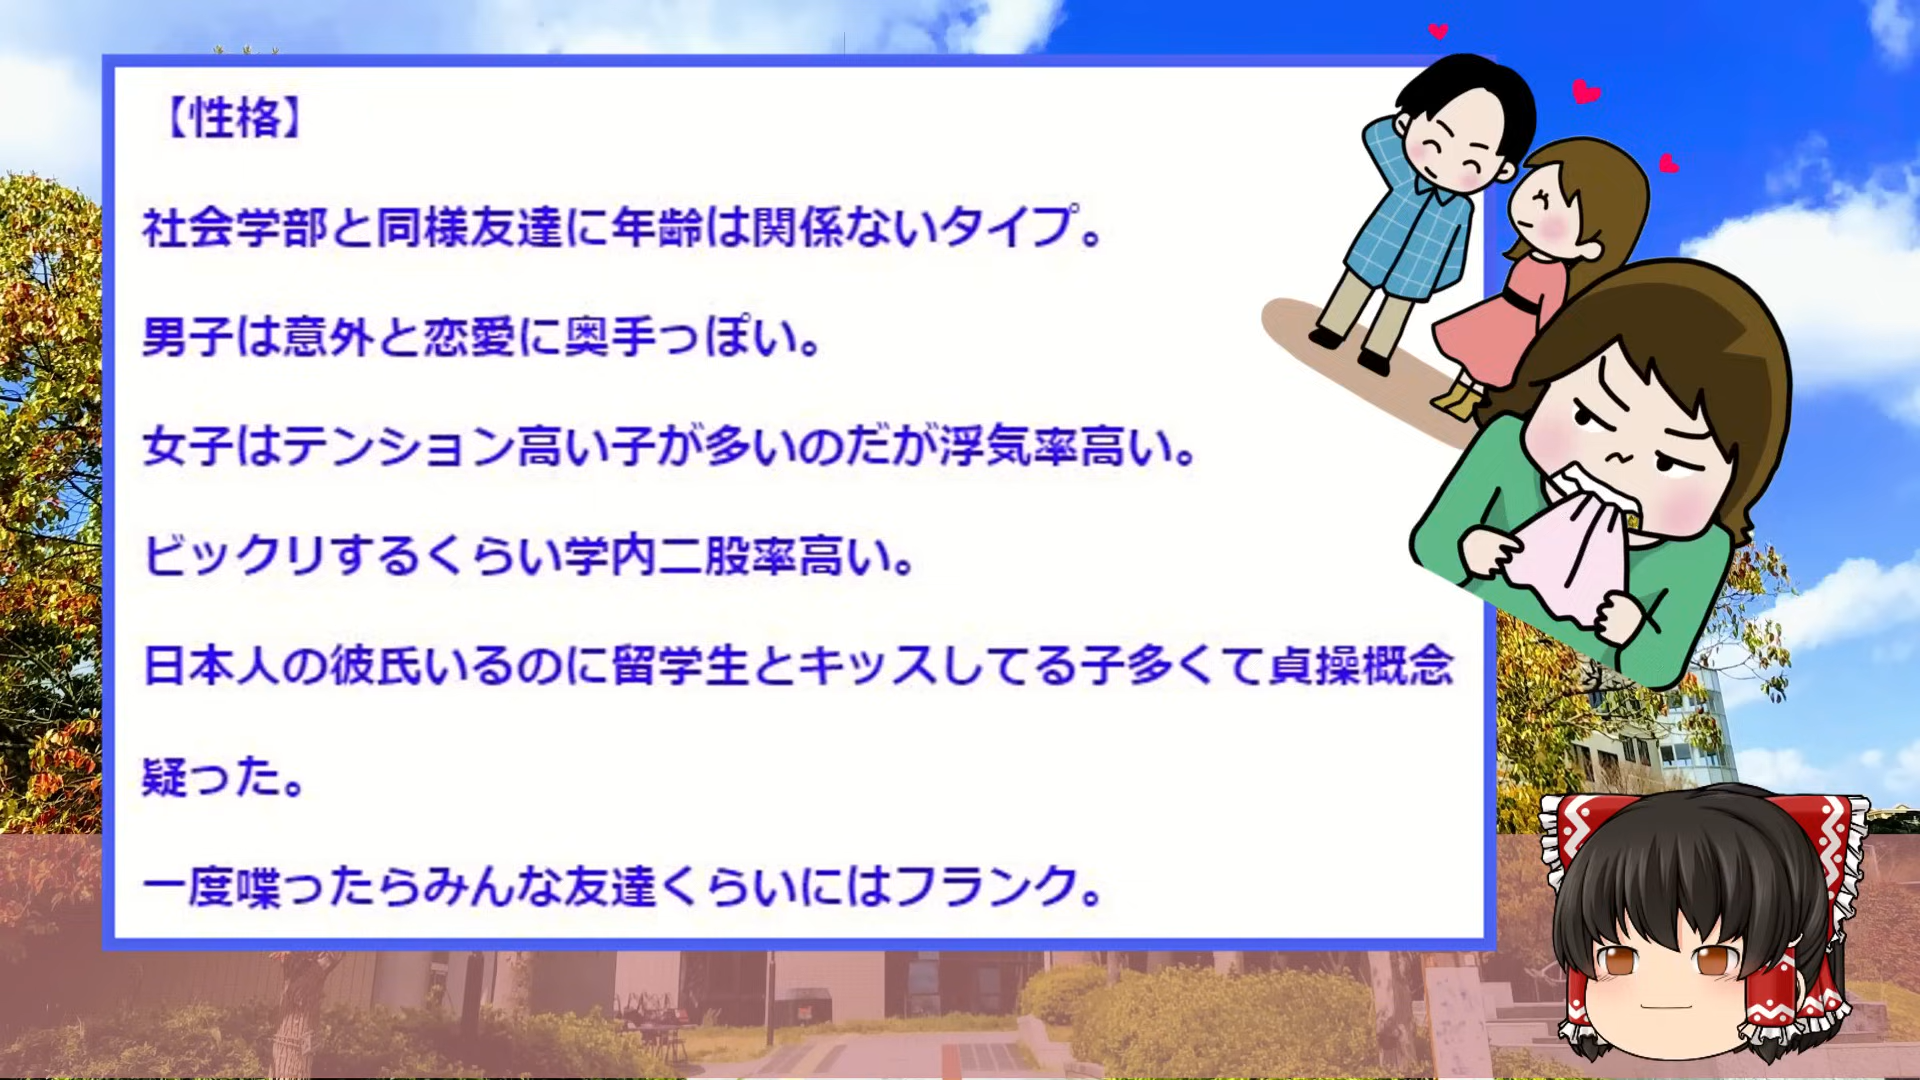 【性格】
社会学部と同様友達に年齢は関係ないタイプ。
男子は意外と恋愛に奥手っぽい。
女子はテンション高い子が多いのだが浮気率高い。
ビックリするくらい学内二股率高い。
日本人の彼氏いるのに留学生とキッスしてる子多くて貞操概念
疑った。
一度喋ったらみんな友達くらいにはフランク。